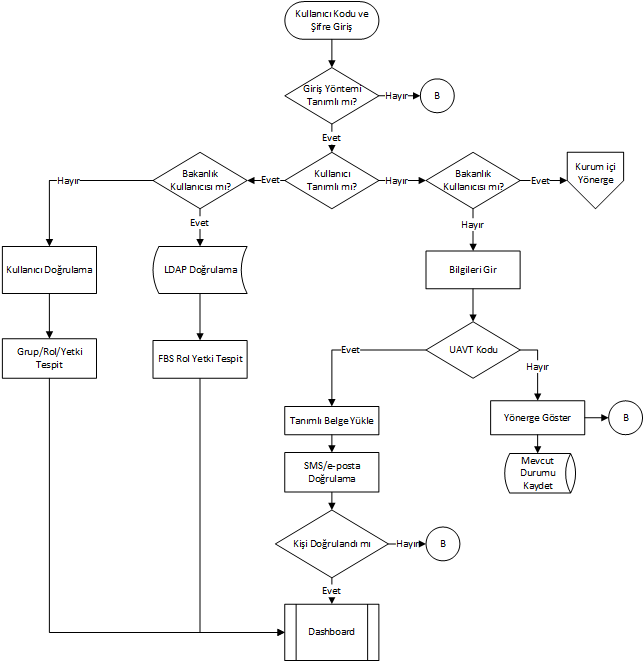 Kullanıcı Kodu ve
Şifre Giriş
Giriş Yöntemi
Tanımlı mı?
Hayır
B
Evet
Bakanlık
Kullanıcısı mı?
Kullanıcı
Tanımlı mı?
Bakanlık
Kullanıcısı mı?
Kurum içi
Yönerge
Hayır
Evet
Hayır
Evet
Evet
Hayır
Kullanıcı Doğrulama
LDAP Doğrulama
Bilgileri Gir
Grup/Rol/Yetki
Tespit
FBS Rol Yetki Tespit
Evet
UAVT Kodu
Hayır
Tanımlı Belge Yükle
Yönerge Göster
B
SMS/e-posta
Doğrulama
Mevcut
Durumu
Kaydet
Kişi Doğrulandı mı
Hayır
B
Evet
Dashboard